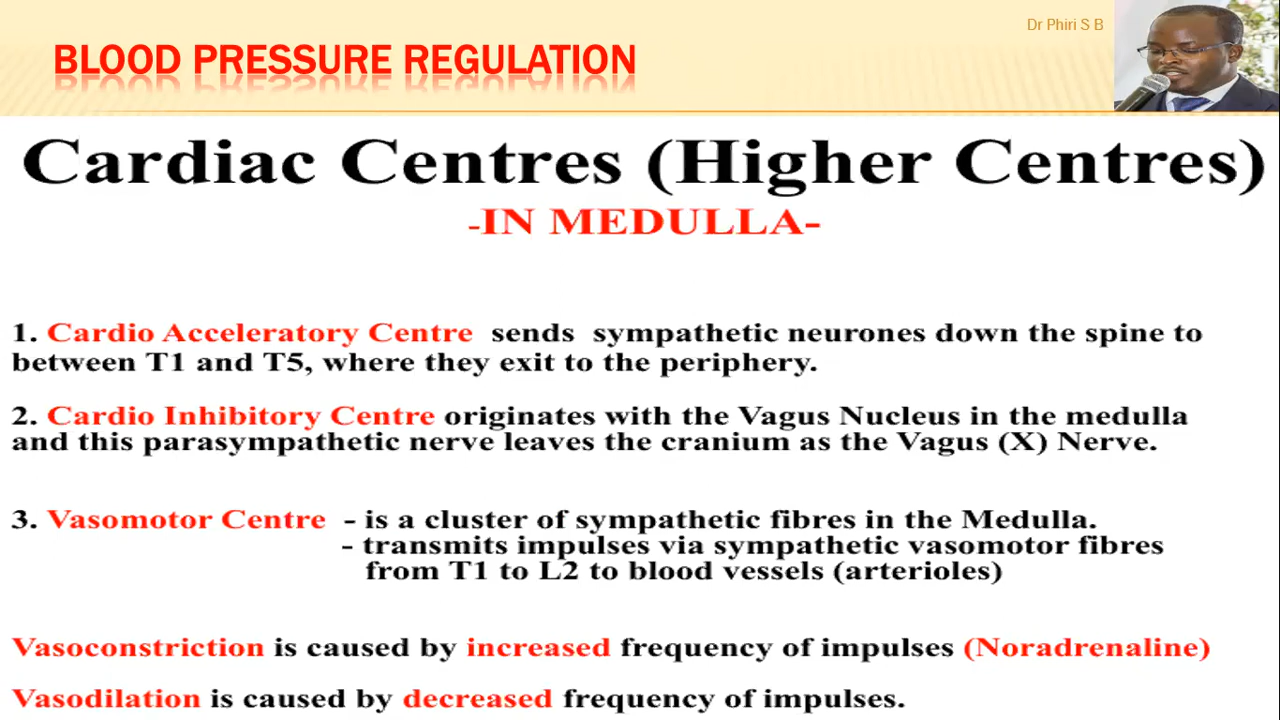 Dr Phiri S B
BLOOD PRESSURE REGULATION
Cardiac Centres (Higher Centres)
-IN MEDULLA-
1. Cardio Acceleratory Centre sends sympathetic neurones down the spine to
between T1 and T5, where they exit to the periphery.
2. Cardio Inhibitory Centre originates with the Vagus Nucleus in the medulla
and this parasympathetic nerve leaves the cranium as the Vagus (X) Nerve.
3. Vasomotor Centre - is a cluster of sympathetic fibres in the Medulla.
- transmits impulses via sympathetic vasomotor fibres
from T1 to L2 to blood vessels (arterioles)
Vasoconstriction is caused by increased frequency of impulses (Noradrenaline)
Vasodilation is caused by decreased frequency of impulses.